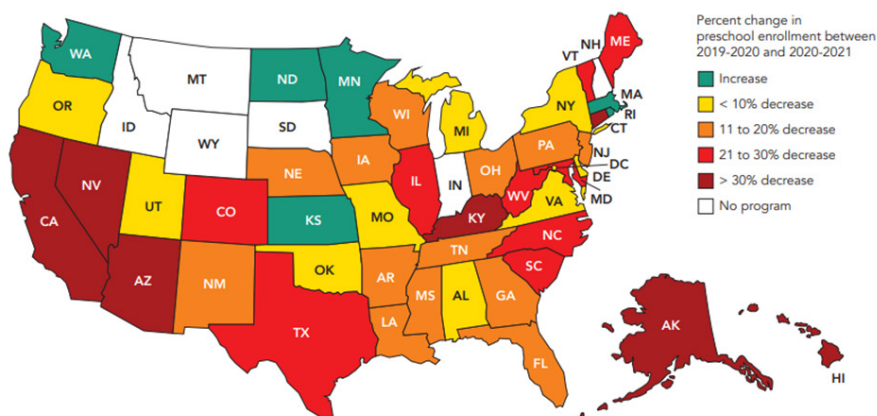 Percent change in
preschool enrollment between
2019-2020 and 2020-2021
Increase
< 10% decrease
11 to 20% decrease
21 to 30% decrease
> 30% decrease
No program
WA
MT
ND
MN
VT
NH
ME
OR
ID
SD
WI
MI
NY
MA
RI
CT
WY
NE
IA
PA
NJ
DC
DE
MD
NV
UT
CO
KS
IL
IN
OH
WV
VA
CA
MO
KY
AZ
NM
OK
AR
TN
NC
SC
TX
LA
MS
AL
GA
FL
AK
HI